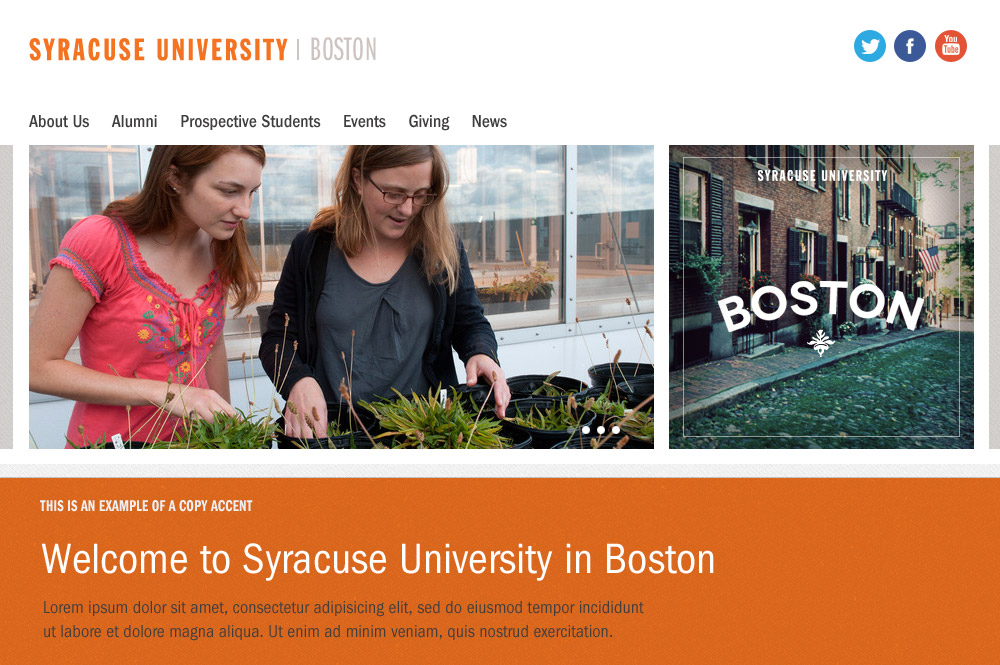 SYRACUSE UNIVERSITY | BOSTON
You
Tube
About Us Alumni Prospective Students Events Giving News
SYRACUSE UNIVERSITY
BOSTON
THIS IS AN EXAMPLE OF A COPY ACCENT
Welcome to Syracuse University in Boston
Lorem ipsum dolor sit amet, consectetur adipisicing elit, sed do eiusmod tempor incididunt
ut labore et dolore magna aliqua. Ut enim ad minim veniam, quis nostrud exercitation.